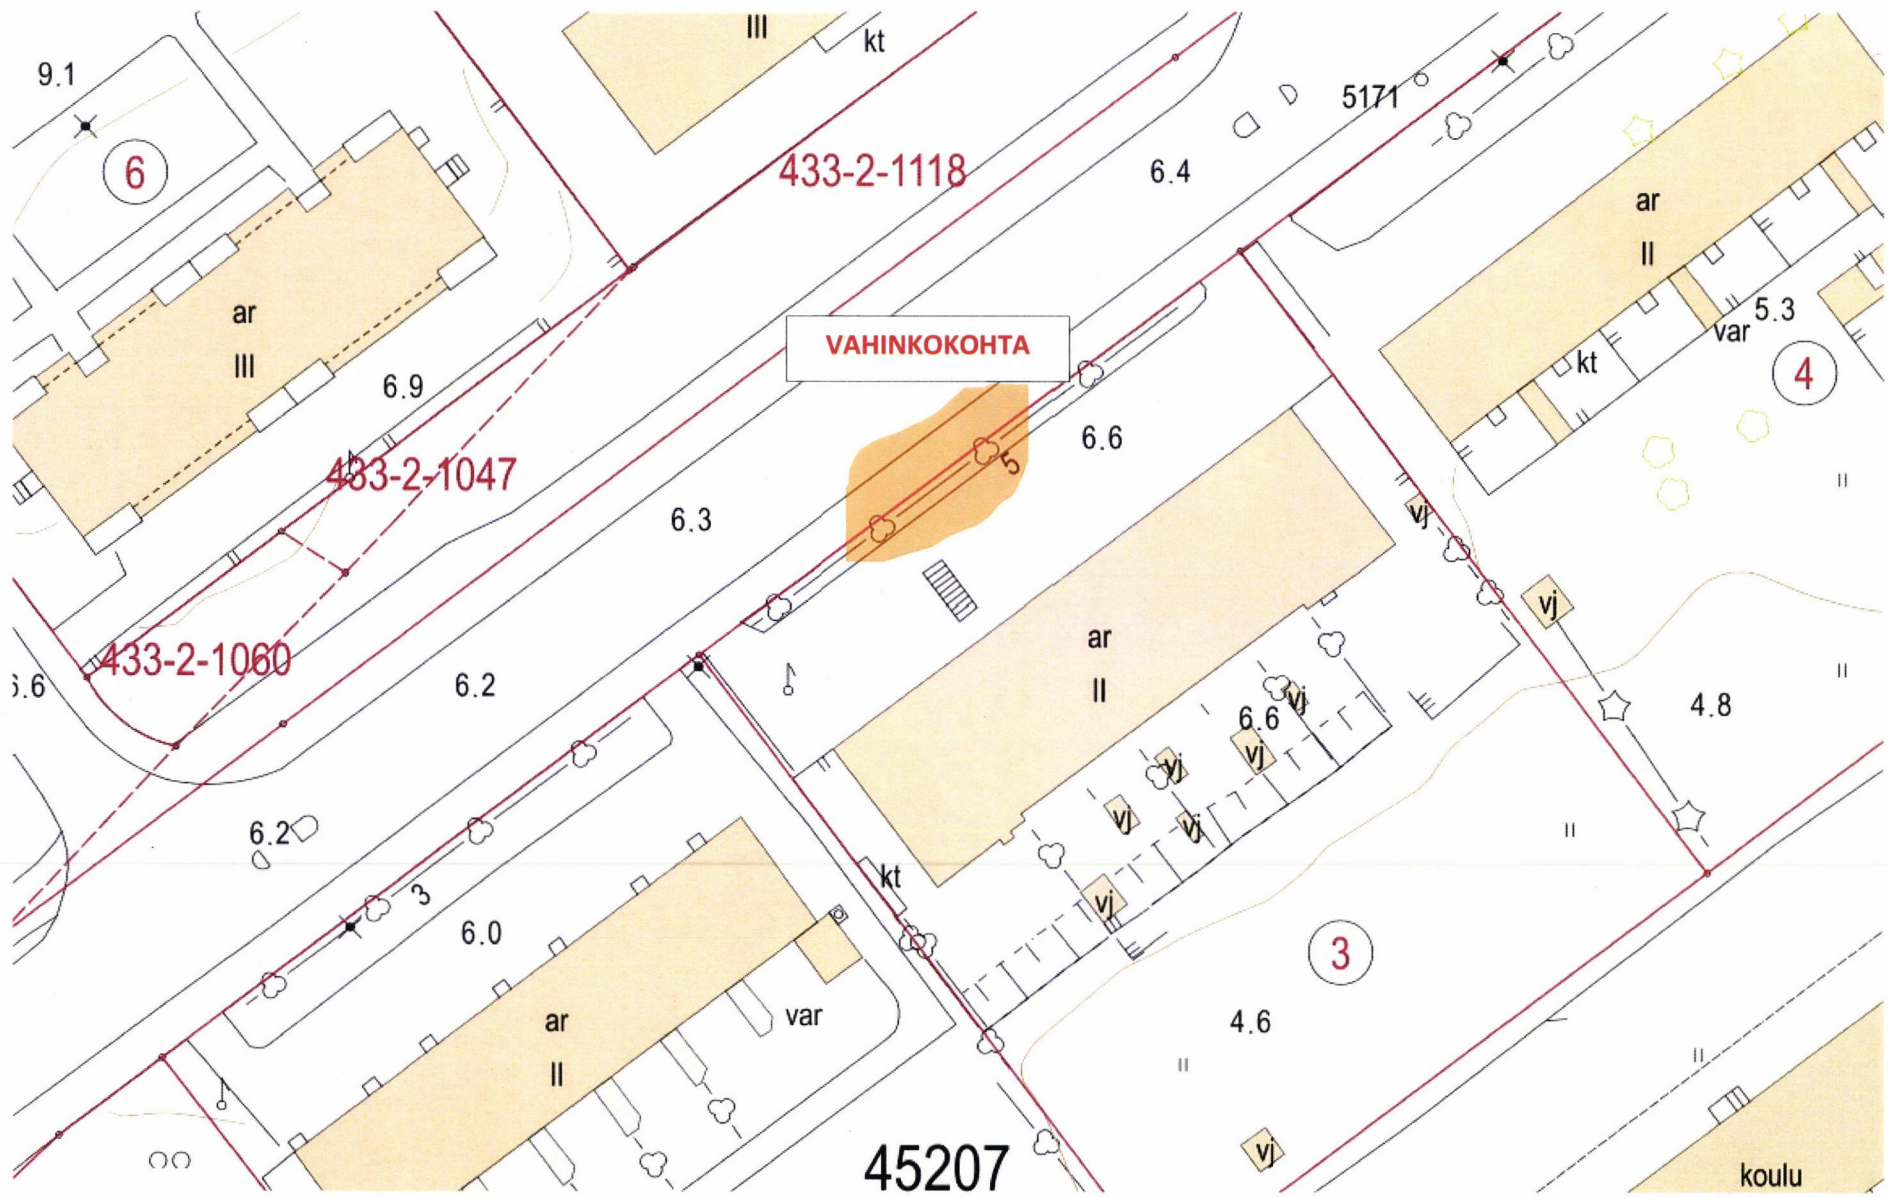 III
kt
9.1
6
433-2-1118
6.4
5171
ar
II
5.3
var
kt
4
ar
III
6.9
VAHINKOKOHTA
6.6
5
433-2-1047
6.3
vj
vj
433-2-1060
6.2
ar
II
4.8
6.6
vj
vj
vj
vj
vj
vj
6.2
3
6.0
kt
3
4.6
ar
II
var
45207
vj
koulu